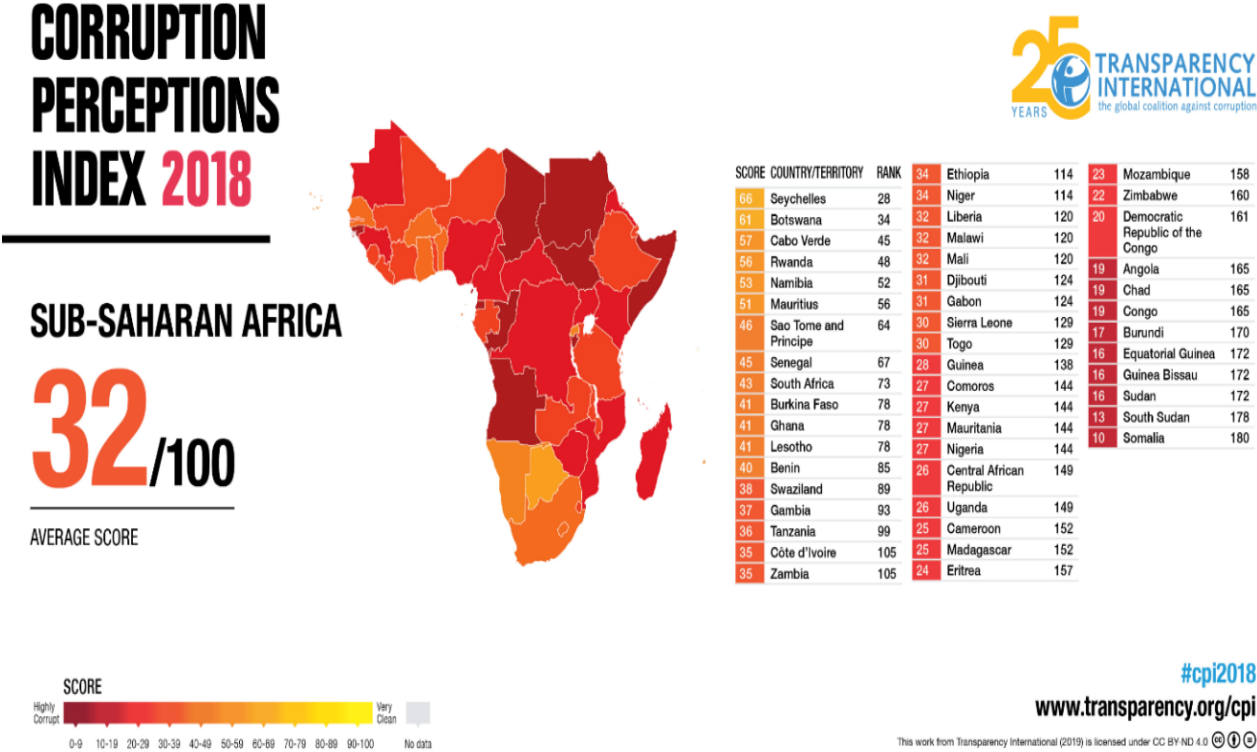 CORRUPTION
PERCEPTIONS
INDEX 2018
SUB-SAHARAN AFRICA
32/100
AVERAGE SCORE
25
YEARS
TRANSPARENCY
INTERNATIONAL
the global coalition against corruption
SCORE COUNTRY/TERRITORY RANK
66 Seychelles 28
61 Botswana 34
57 Cabo Verde 45
56 Rwanda 48
53 Namibia 52
51 Mauritius 56
46 Sao Tome and 64
Principe
45 Senegal 67
43 South Africa 73
41 Burkina Faso 78
41 Ghana 78
41 Lesotho 78
40 Benin 85
38 Swaziland 89
37 Gambia 93
36 Tanzania 99
35 Côte d'Ivoire 105
35 Zambia 105
34 Ethiopia 114
34 Niger 114
32 Liberia 120
32 Malawi 120
32 Mali 120
31 Djibouti 124
31 Gabon 124
30 Sierra Leone 129
30 Togo 129
28 Guinea 138
27 Comoros 144
27 Kenya 144
27 Mauritania 144
27 Nigeria 144
26 Central African 149
Republic
26 Uganda 149
25 Cameroon 152
25 Madagascar 152
24 Eritrea 157
23 Mozambique 158
22 Zimbabwe 160
20 Democratic 161
Republic of the
Congo
19 Angola 165
19 Chad 165
19 Congo 165
17 Burundi 170
16 Equatorial Guinea 172
16 Guinea Bissau 172
16 Sudan 172
13 South Sudan 178
10 Somalia 180
SCORE
Highly
Corrupt
Very
Clean
0-9 10-19 20-29 30-39 40-49 50-59 60-69 70-79 80-89 90-100 No data
#cpi2018
www.transparency.org/cpi
This work from Transparency International (2019) is licensed under CC BY-ND 4.0